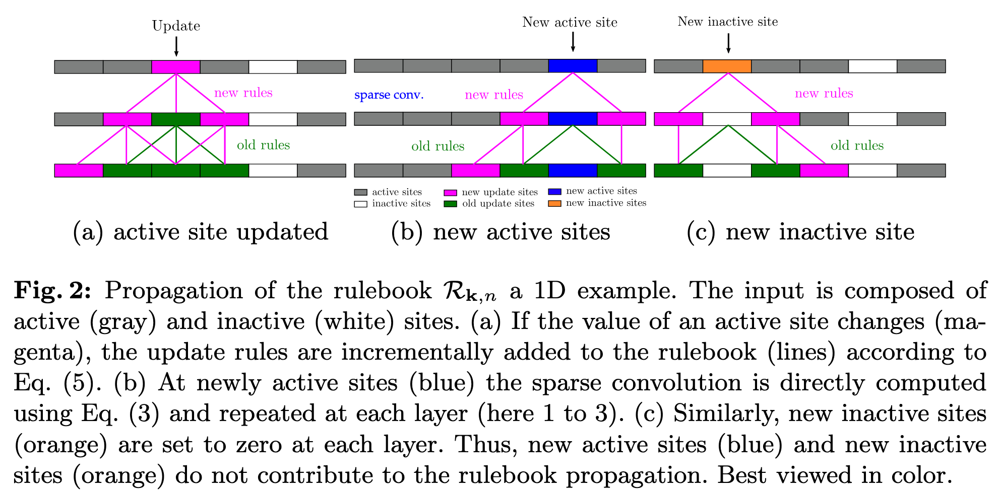 Update
New active site
New inactive site
new rules
sparse conv.
new rules
new rules
old rules
old rules
old rules
active sites
new update sites
new active sites
inactive sites
old update sites
new inactive sites
(a) active site updated
(b) new active sites
(c) new inactive site
Fig. 2: Propagation of the rulebook 𝓡𝐤,𝑛 a 1D example. The input is composed of
active (gray) and inactive (white) sites. (a) If the value of an active site changes (ma-
genta), the update rules are incrementally added to the rulebook (lines) according to
Eq. (5). (b) At newly active sites (blue) the sparse convolution is directly computed
using Eq. (3) and repeated at each layer (here 1 to 3). (c) Similarly, new inactive sites
(orange) are set to zero at each layer. Thus, new active sites (blue) and new inactive
sites (orange) do not contribute to the rulebook propagation. Best viewed in color.